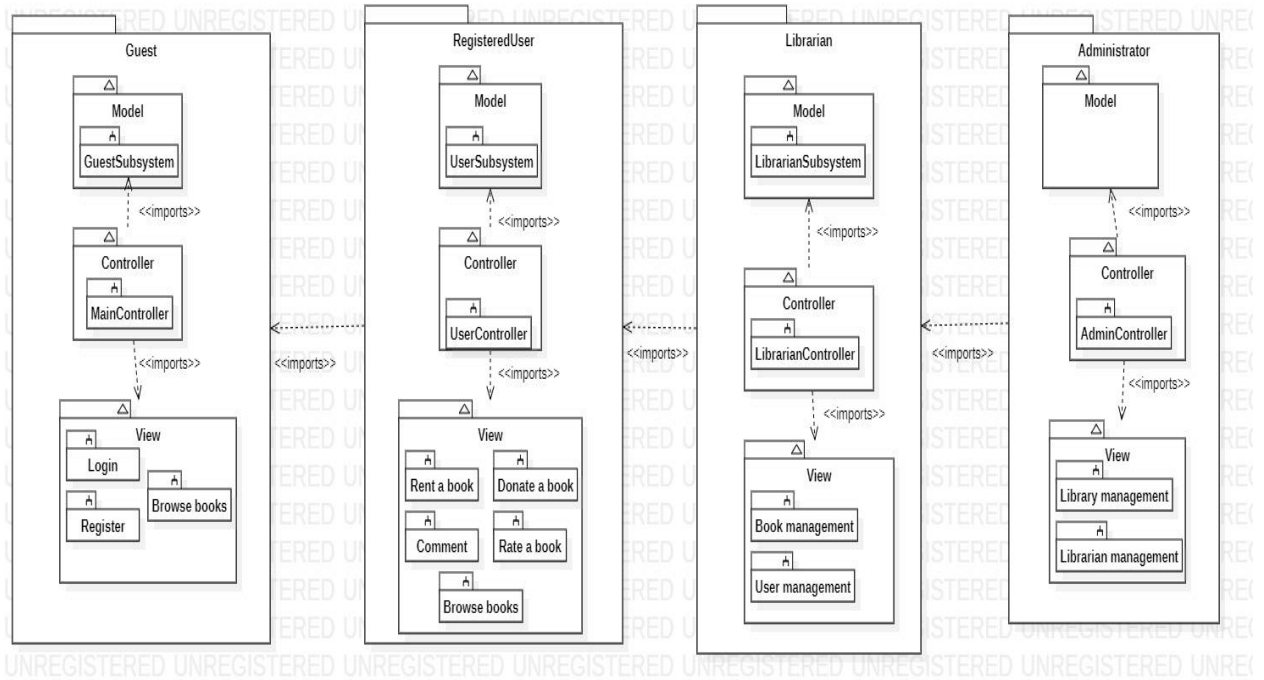 Guest
Model
GuestSubsystem
<<imports>>
Controller
MainController
<<imports>>
View
Login
Browse books
Register
<<imports>>
RegisteredUser
Model
UserSubsystem
<<imports>>
Controller
UserController
<<imports>>
View
Rent a book
Donate a book
Comment
Rate a book
Browse books
<<imports>>
Librarian
Model
LibrarianSubsystem
<<imports>>
Controller
LibrarianController
<<imports>>
View
Book management
User management
<<imports>>
Administrator
Model
<<imports>>
Controller
AdminController
<<imports>>
View
Library management
Librarian management
UNREGISTERED UNREGISTERED UNREGISTERED UNREGISTERED UNREGISTERED UNREGISTERED UNREGISTERED UNRE